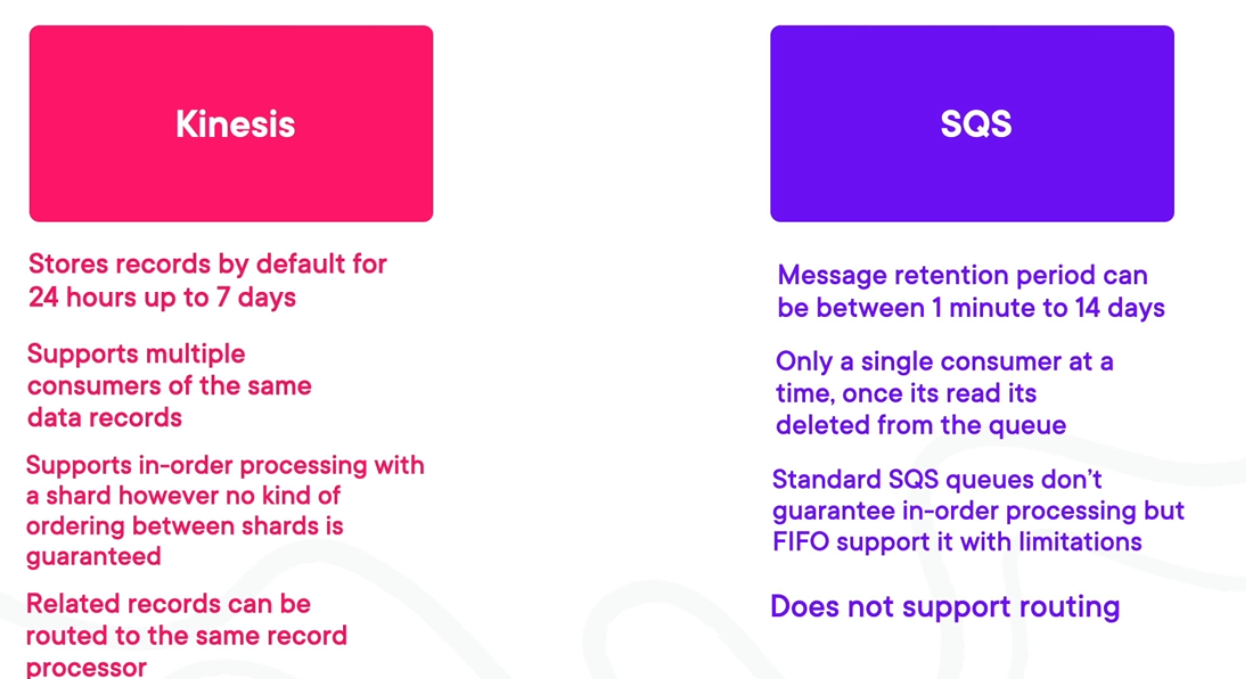 Kinesis
Stores records by default for
24 hours up to 7 days
Supports multiple
consumers of the same
data records
Supports in-order processing with
a shard however no kind of
ordering between shards is
guaranteed
Related records can be
routed to the same record
processor
SQS
Message retention period can
be between 1 minute to 14 days
Only a single consumer at a
time, once its read its
deleted from the queue
Standard SQS queues don’t
guarantee in-order processing but
FIFO support it with limitations
Does not support routing